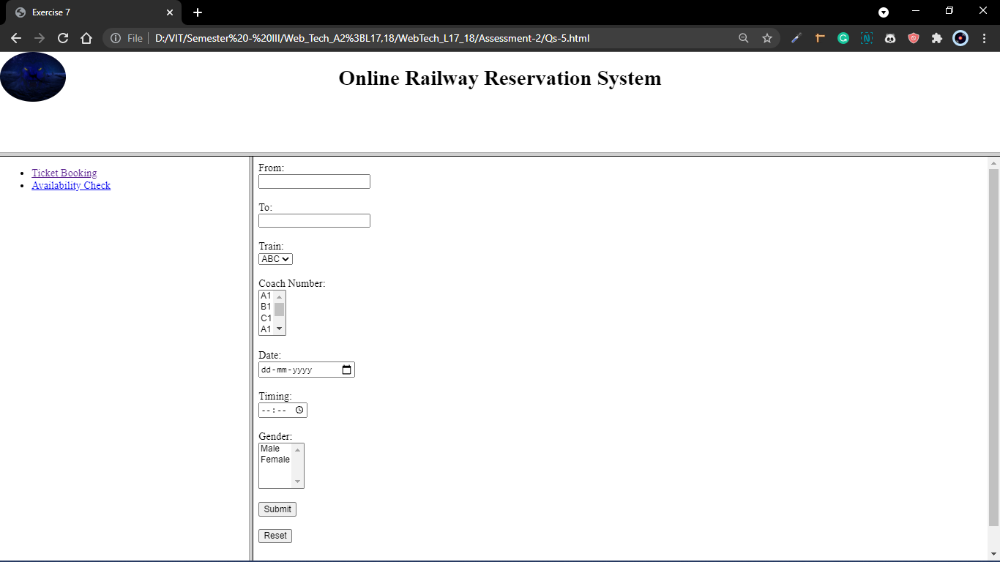 Exercise 7
File
D:/VIT/Semester%20-%20III/Web_Tech_A2%3BL17,18/WebTech_L17_18/Assessment-2/Qs-5.html
Online Railway Reservation System
Ticket Booking
Availability Check
From:
To:
Train:
ABC
Coach Number:
A1
B1
C1
A1
Date:
dd-mm-yyyy
Timing:
--:--
Gender:
Male
Female
Submit
Reset